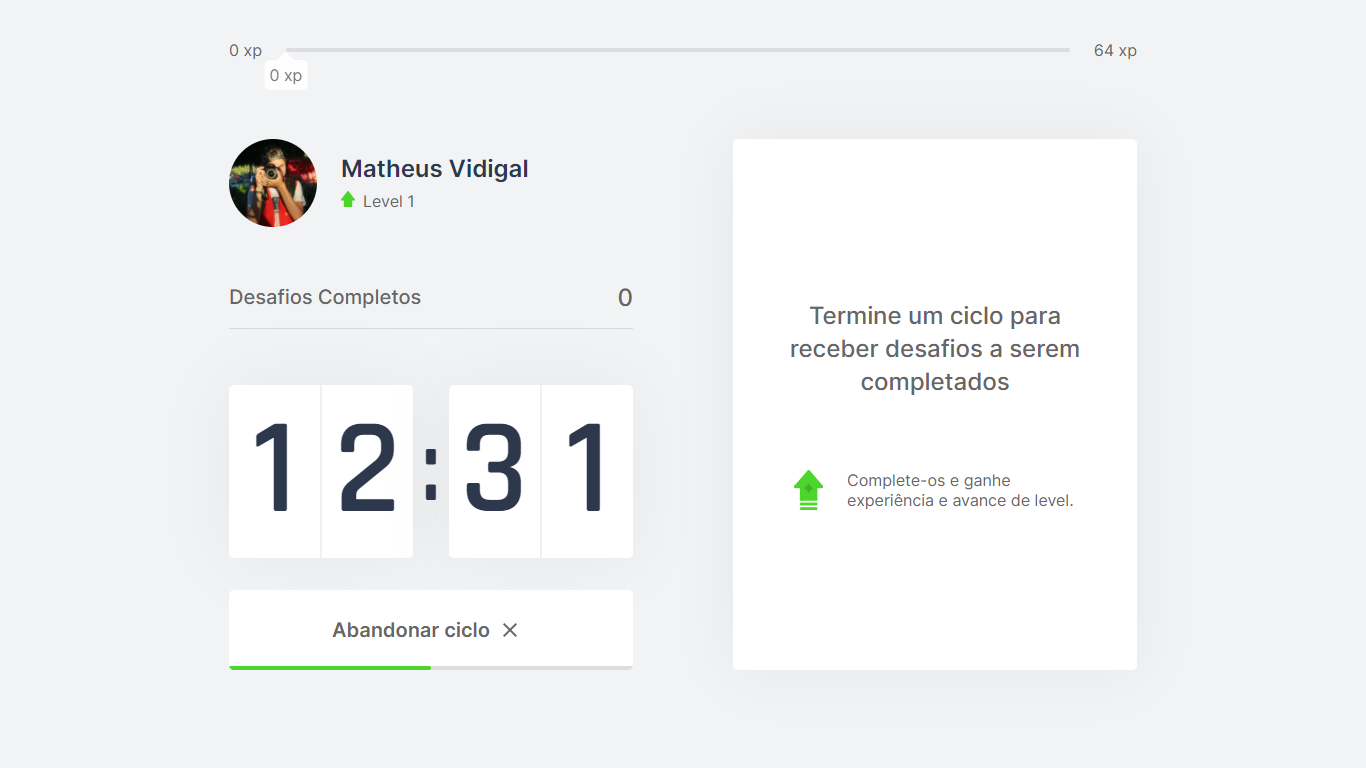 0 xp
64 xp
0 xp
Matheus Vidigal
Level 1
Desafios Completos 0
12:31
Abandonar ciclo
Termine um ciclo para
receber desafios a serem
completados
Complete-os e ganhe
experiência e avance de level.